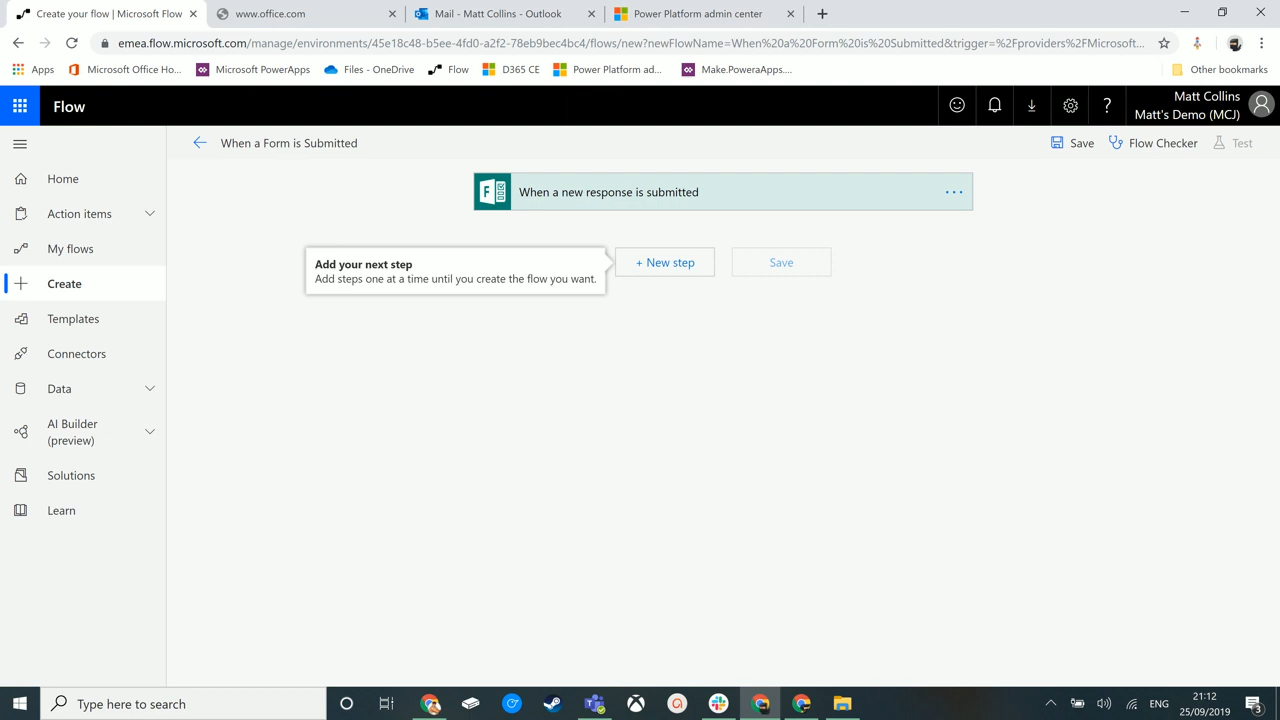 Create your flow | Microsoft Flow
www.office.com
Mail - Matt Collins - Outlook
Power Platform admin center
emea.flow.microsoft.com/manage/environments/45e18c48-b5ee-4fd0-a2f2-78eb9bec4bc4/flows/new?newFlowName=When%20a%20Form%20is%20Submitted&trigger=%2Fproviders%2FMicrosoft...
Apps
Microsoft Office Ho...
Microsoft PowerApps
Files - OneDrive
Flow
D365 CE
Power Platform ad...
Make.PoweraApps....
Other bookmarks
Flow
?
Matt Collins
Matt's Demo (MCJ)
When a Form is Submitted
Save
Flow Checker
Test
Home
Action items
My flows
Create
Templates
Connectors
Data
AI Builder
(preview)
Solutions
Learn
F
When a new response is submitted
...
Add your next step
Add steps one at a time until you create the flow you want.
+ New step
Save
Type here to search
ENG
21:12
25/09/2019
3